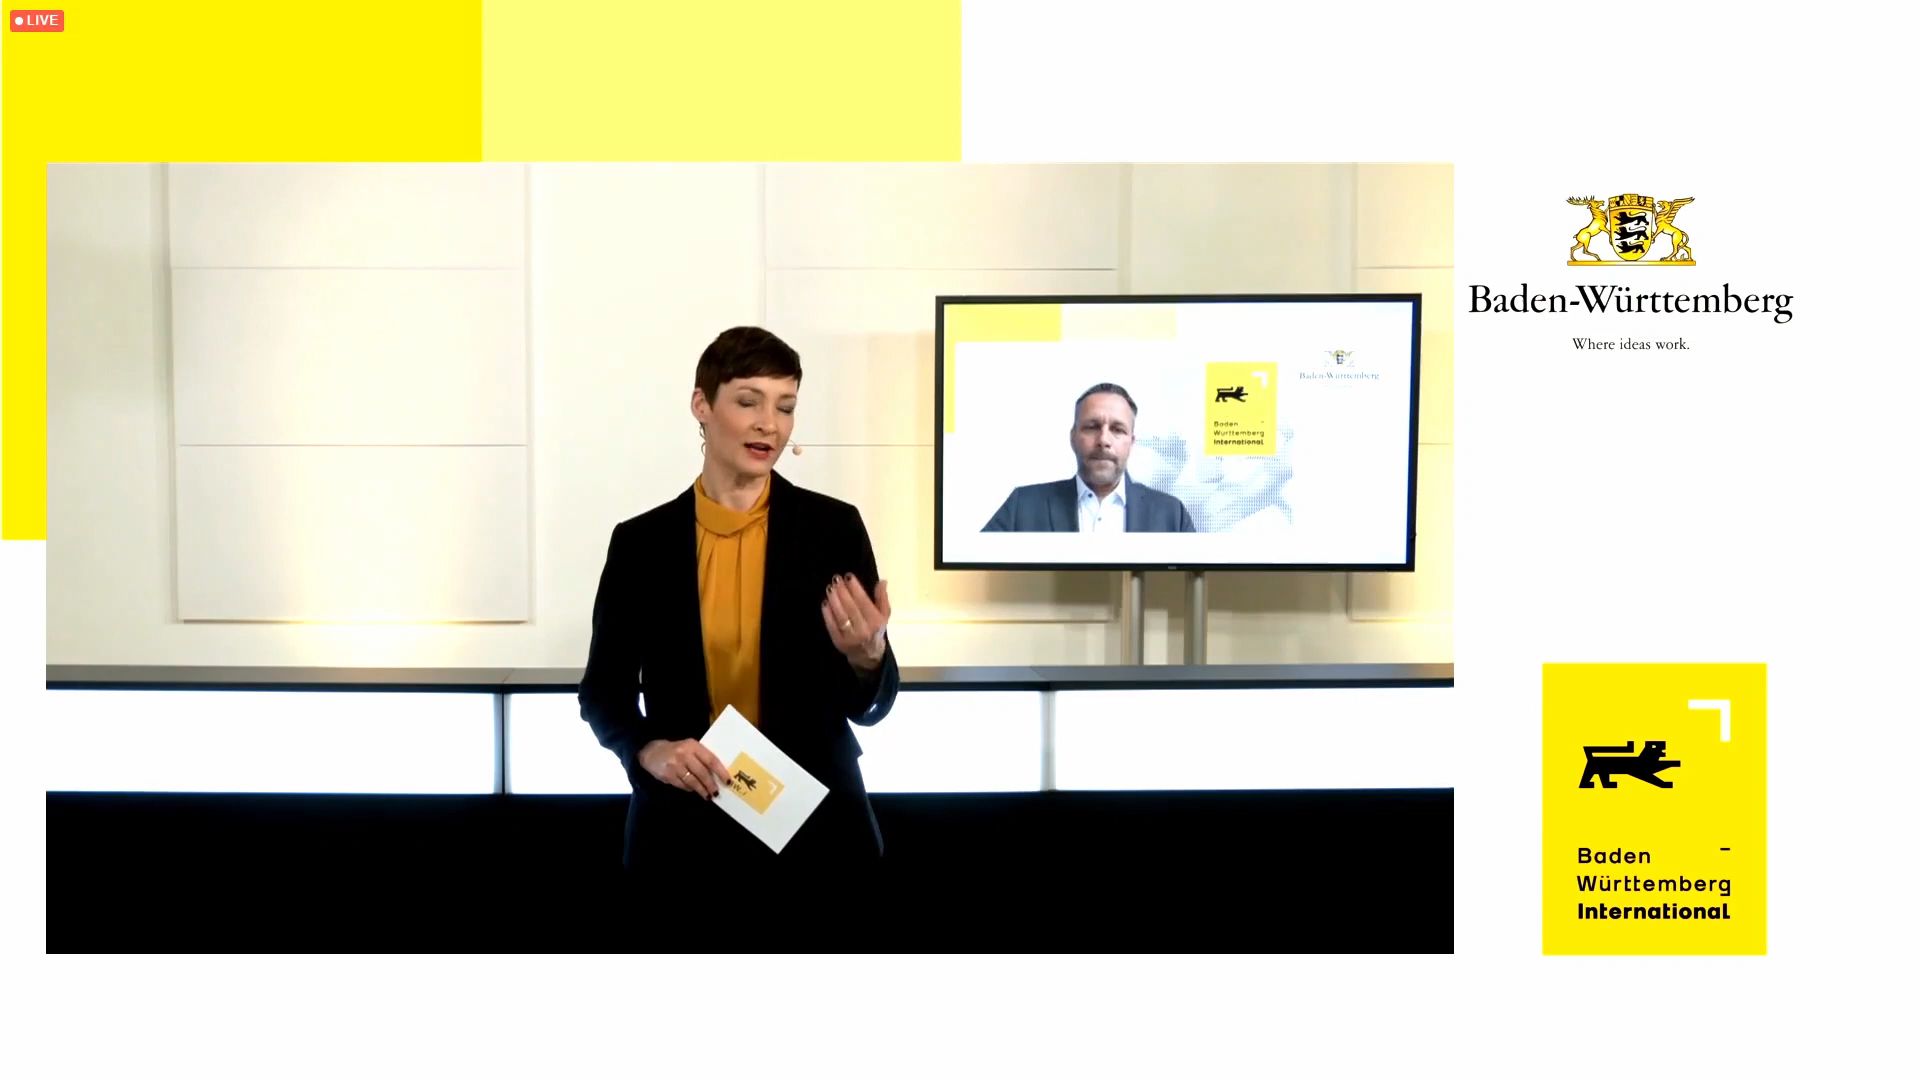 LIVE
Baden-Württemberg
Where ideas work.
Baden-Württemberg
Baden -
Württemberg
International
Baden -
Württemberg
International